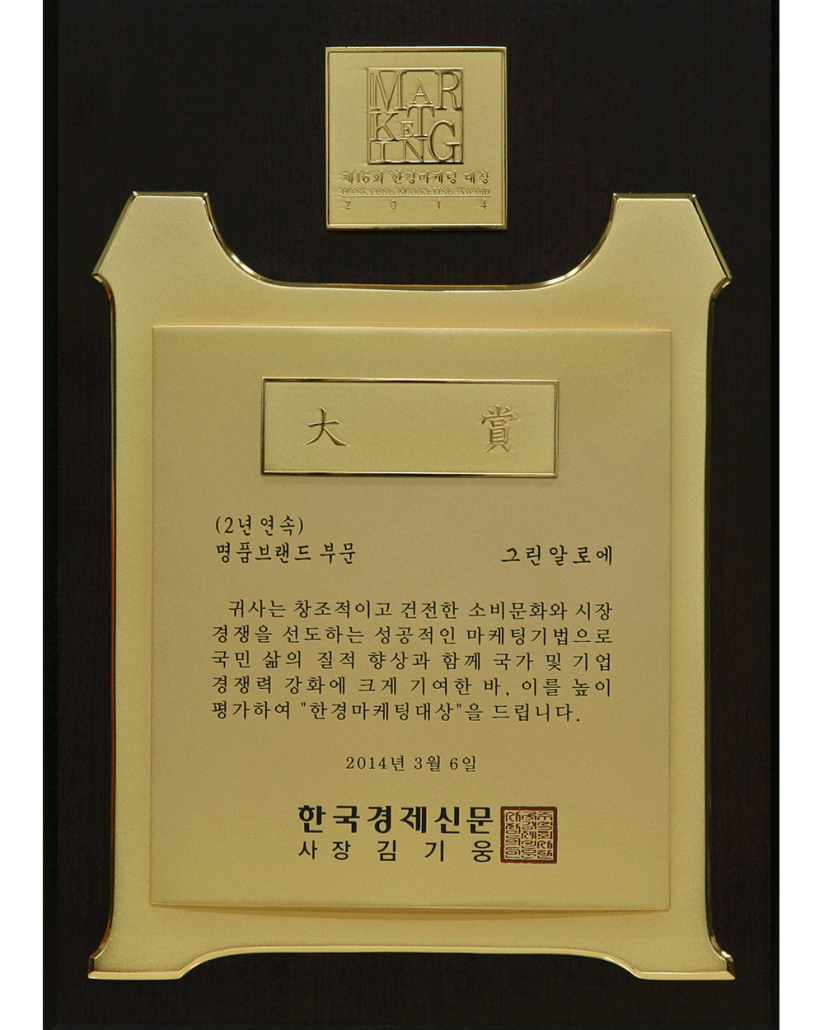 MARKETING
제16회 한경마케팅 대상
HANKYUNG MARKETING AWARD
2 0 1 4
大 賞
(2년 연속)
명품브랜드 부문 그린알로에
귀사는 창조적이고 건전한 소비문화와 시장
경쟁을 선도하는 성공적인 마케팅기법으로
국민 삶의 질적 향상과 함께 국가 및 기업
경쟁력 강화에 크게 기여한 바, 이를 높이
평가하여 "한경마케팅대상"을 드립니다.
2014년 3월 6일
한국경제신문
사장 김 기 웅